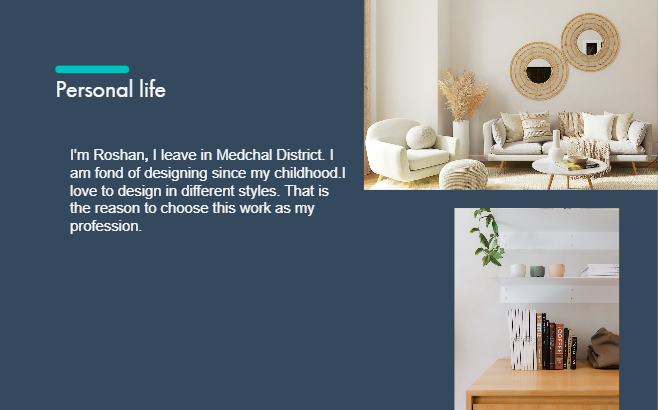 Personal life
I'm Roshan, I leave in Medchal District. I
am fond of designing since my childhood.I
love to design in different styles. That is
the reason to choose this work as my
profession.